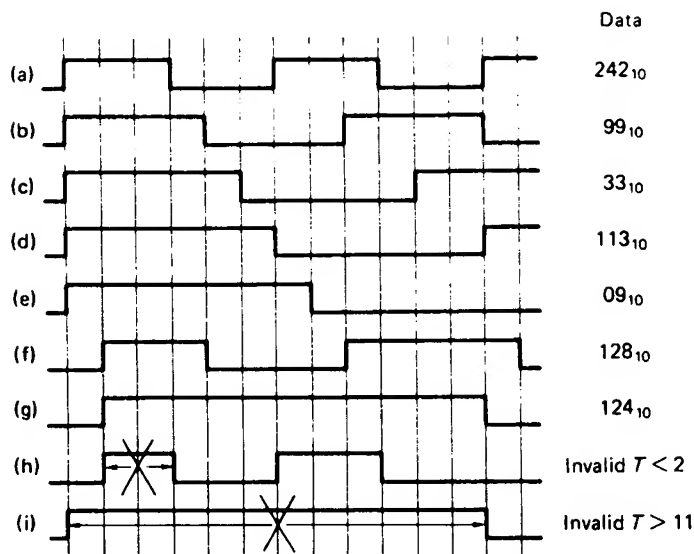 Data
(a) 242₁₀
(b) 99₁₀
(c) 33₁₀
(d) 113₁₀
(e) 09₁₀
(f) 128₁₀
(g) 124₁₀
(h) Invalid T < 2
(i) Invalid T > 11